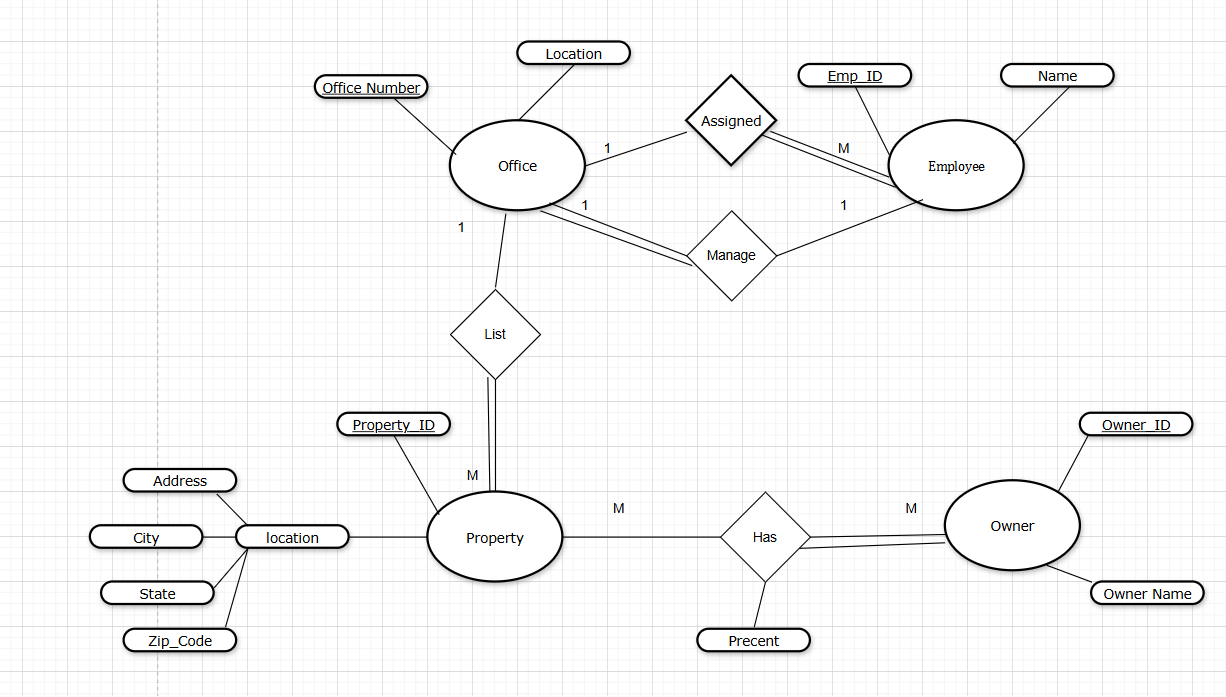 Location
Office Number
Emp_ID
Name
Assigned
1
M
Office
Employee
1
1
1
Manage
List
Property_ID
Owner_ID
Address
M
M
M
City
location
Property
Has
Owner
State
Owner Name
Zip_Code
Precent